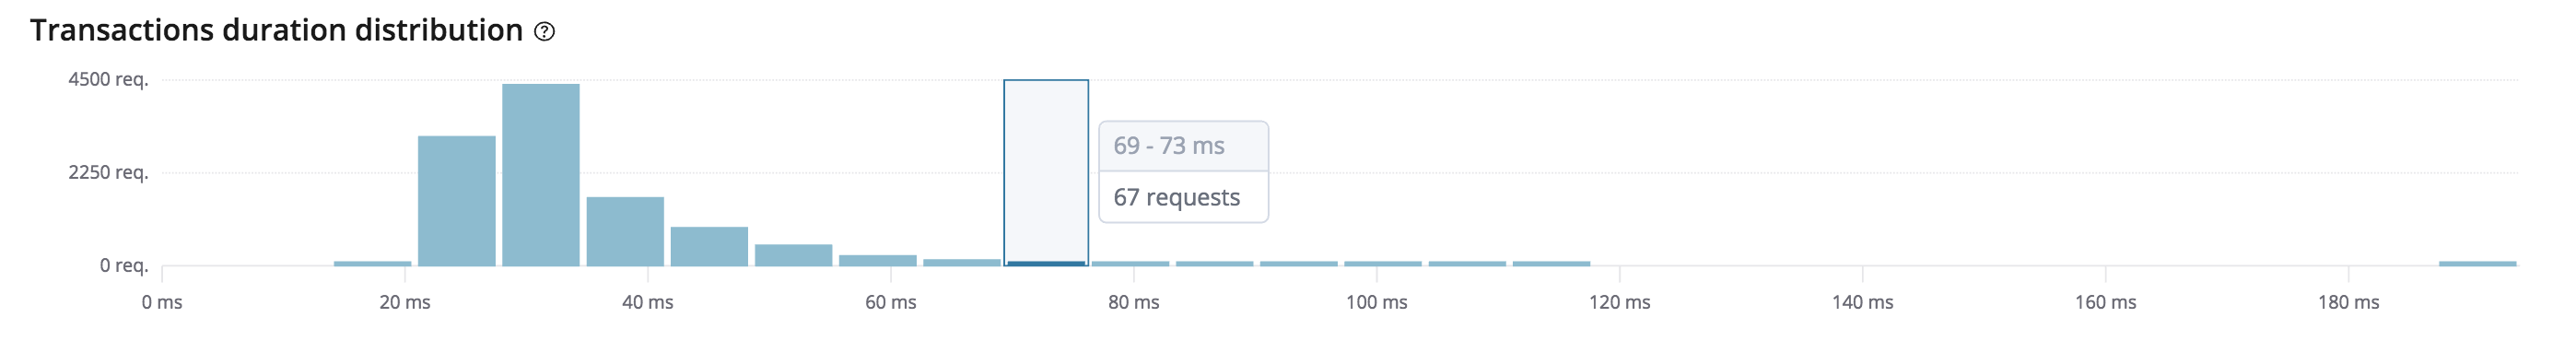 Transactions duration distribution
4500 req.
2250 req.
0 req.
69 - 73 ms
67 requests
0 ms 20 ms 40 ms 60 ms 80 ms 100 ms 120 ms 140 ms 160 ms 180 ms